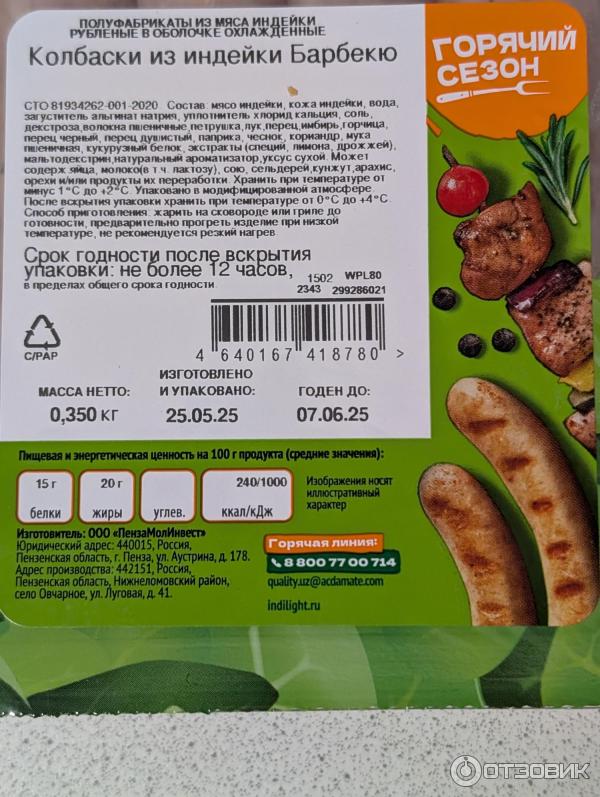 ПОЛУФАБРИКАТЫ ИЗ МЯСА ИНДЕЙКИ
РУБЛЕНЫЕ В ОБОЛОЧКЕ ОХЛАЖДЕННЫЕ
Колбаски из индейки Барбекю
ГОРЯЧИЙ
СЕЗОН
СТО 81934262-001-2020 Состав: мясо индейки, кожа индейки, вода,
загуститель альгинат натрия, уплотнитель хлорид кальция, соль,
декстроза,волокна пшеничные,петрушка,лук,перец,имбирь,горчица,
перец черный, перец душистый, паприка, чеснок, кориандр, мука
пшеничная, кукурузный белок, экстракты (специй, лимона, дрожжей),
мальтодекстрин,натуральный ароматизатор,уксус сухой. Может
содерж.яйца, молоко(в т.ч. лактозу), сою, сельдерей,кунжут,арахис,
орехи и/или продукты их переработки. Хранить при температуре от
минус 1°С до +2°С. Упаковано в модифицированной атмосфере.
После вскрытия упаковки хранить при температуре от 0°С до +4°С.
Способ приготовления: жарить на сковороде или гриле до
готовности, предварительно прогреть изделие при низкой
температуре, не рекомендуется резкий нагрев.
Срок годности после вскрытия
упаковки: не более 12 часов,
в пределах общего срока годности.
1502 WPL80
2343 299286021
C/PAP
4 640167 418780 >
МАССА НЕТТО:
0,350 КГ
ИЗГОТОВЛЕНО
И УПАКОВАНО:
25.05.25
ГОДЕН ДО:
07.06.25
Пищевая и энергетическая ценность на 100 г продукта (средние значения):
15 г
белки
20 г
жиры
углев.
240/1000
ккал/кДж
Изображения носят
иллюстративный
характер
Изготовитель: ООО «ПензаМолИнвест»
Юридический адрес: 440015, Россия,
Пензенская область, г. Пенза, ул. Аустрина, д. 178.
Адрес производства: 442151, Россия,
Пензенская область, Нижнеломовский район,
село Овчарное, ул. Луговая, д. 41.
Горячая линия:
8 800 77 00 714
quality.uz@acdamate.com
indilight.ru
ОТЗОВИК